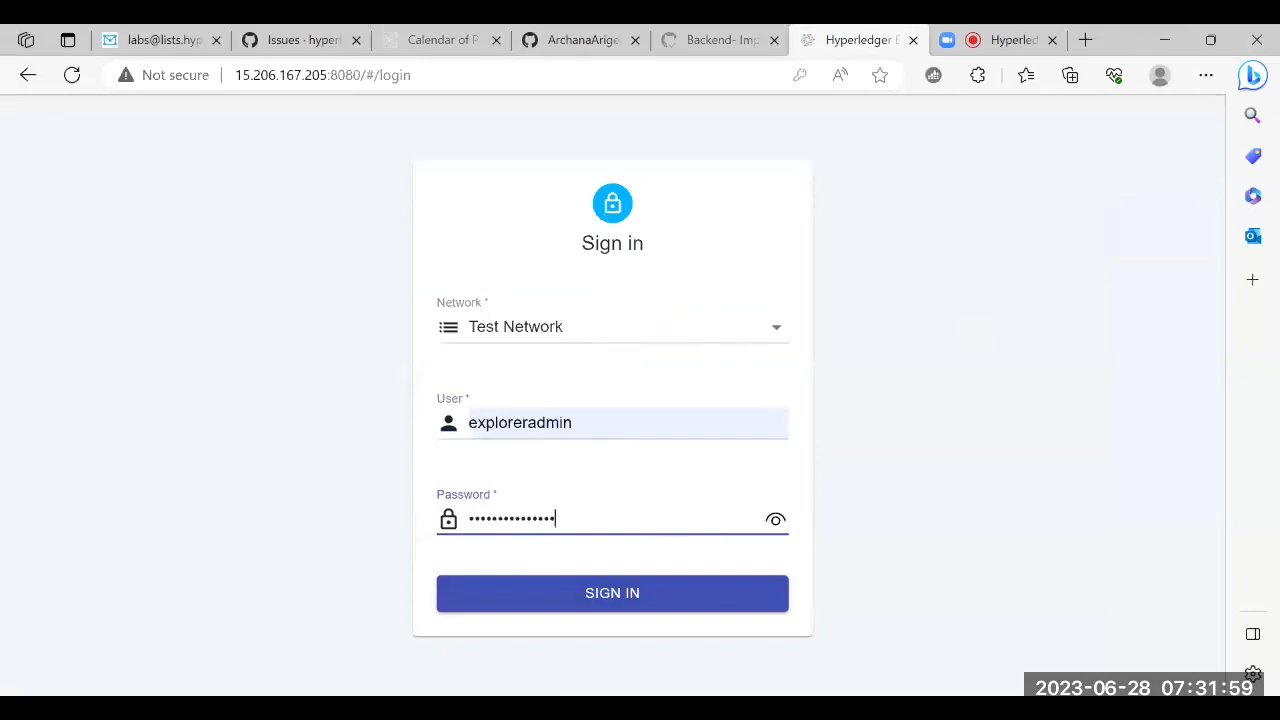 labs@lists.hyp
Issues · hyperl
Calendar of P
ArchanaArige
Backend- Imp
Hyperledger E
Hyperled
Not secure
15.206.167.205:8080/#/login
Sign in
Network *
Test Network
User *
exploreradmin
Password *
•••••••••••••••
SIGN IN
2023-06-28 07:31:59